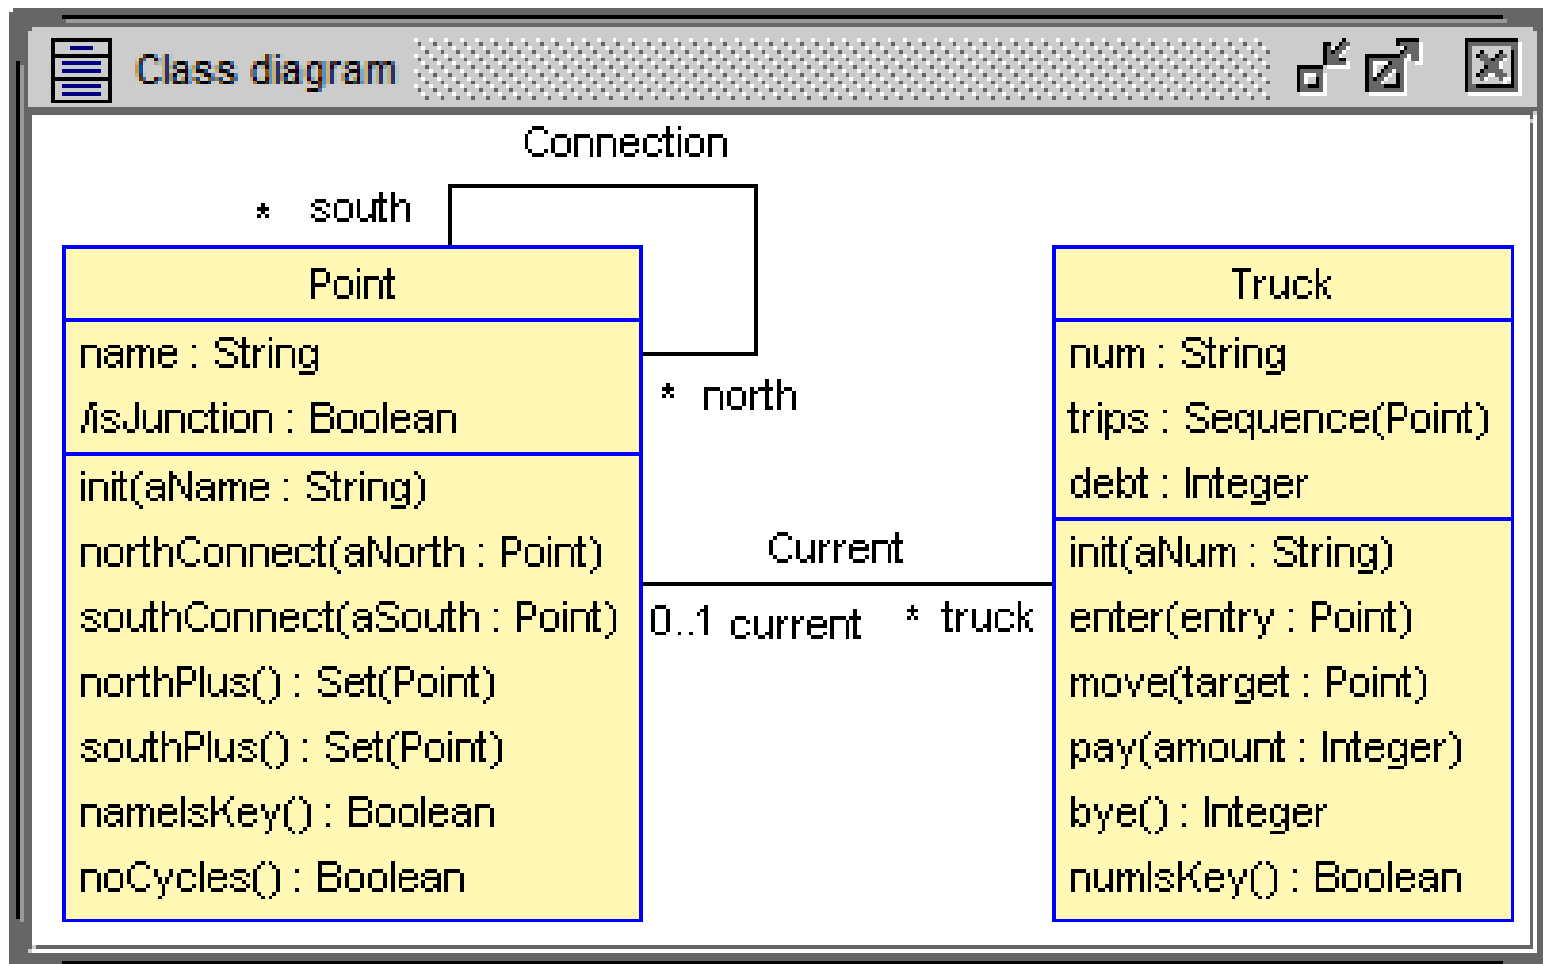 Class diagram
Connection
* south
Point
name : String
/isJunction : Boolean
init(aName : String)
northConnect(aNorth : Point)
southConnect(aSouth : Point)
northPlus() : Set(Point)
southPlus() : Set(Point)
nameIsKey() : Boolean
noCycles() : Boolean
* north
Current
0..1 current * truck
Truck
num : String
trips : Sequence(Point)
debt : Integer
init(aNum : String)
enter(entry : Point)
move(target : Point)
pay(amount : Integer)
bye() : Integer
numIsKey() : Boolean